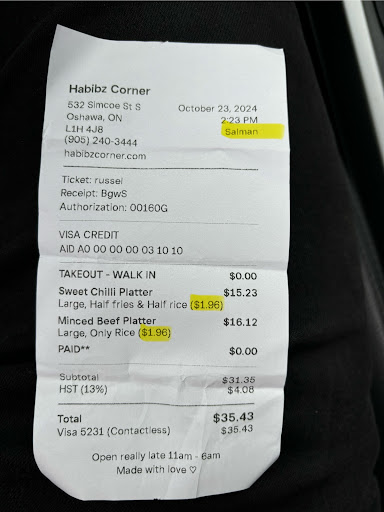 Habibz Corner
532 Simcoe St S
Oshawa, ON
L1H 4J8
(905) 240-3444
habibzcorner.com
October 23, 2024
2:23 PM
Salman
Ticket: russel
Receipt: BgwS
Authorization: 00160G
VISA CREDIT
AID A0 00 00 00 03 10 10
TAKEOUT - WALK IN $0.00
Sweet Chilli Platter $15.23
Large, Half fries & Half rice ($1.96)
Minced Beef Platter $16.12
Large, Only Rice ($1.96)
PAID** $0.00
Subtotal $31.35
HST (13%) $4.08
Total $35.43
Visa 5231 (Contactless) $35.43
Open really late 11am - 6am
Made with love ♡